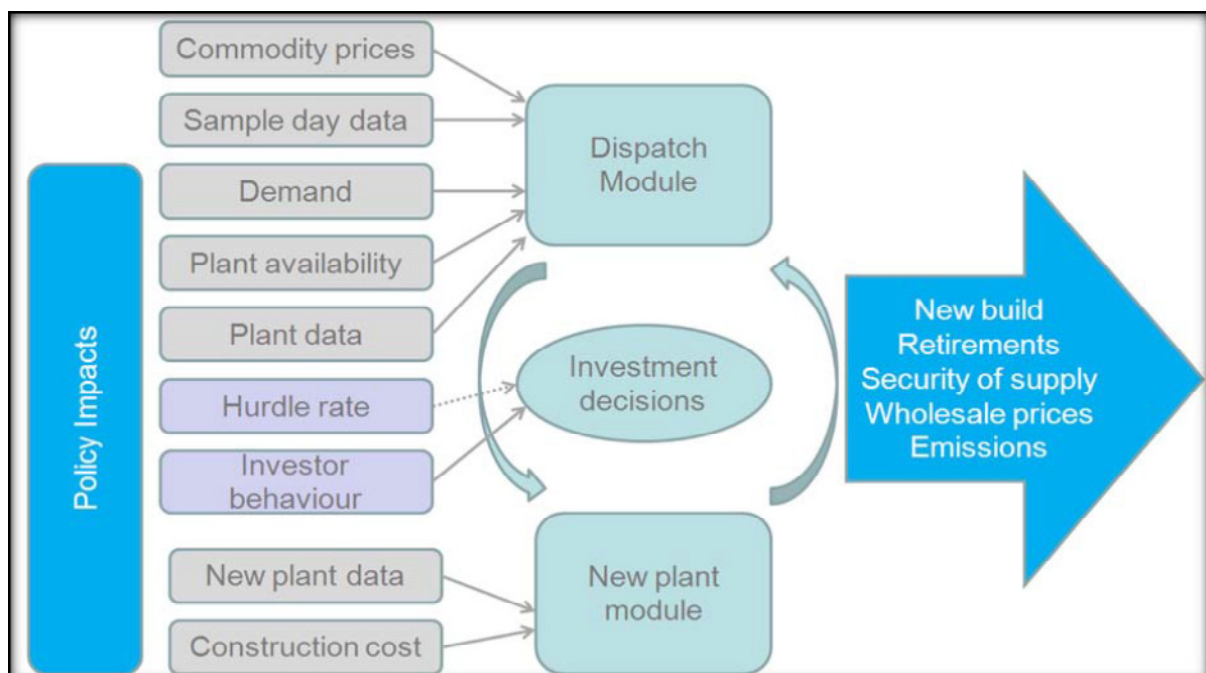 Policy Impacts
Commodity prices
Sample day data
Demand
Plant availability
Plant data
Hurdle rate
Investor
behaviour
New plant data
Construction cost
Dispatch
Module
Investment
decisions
New plant
module
New build
Retirements
Security of supply
Wholesale prices
Emissions